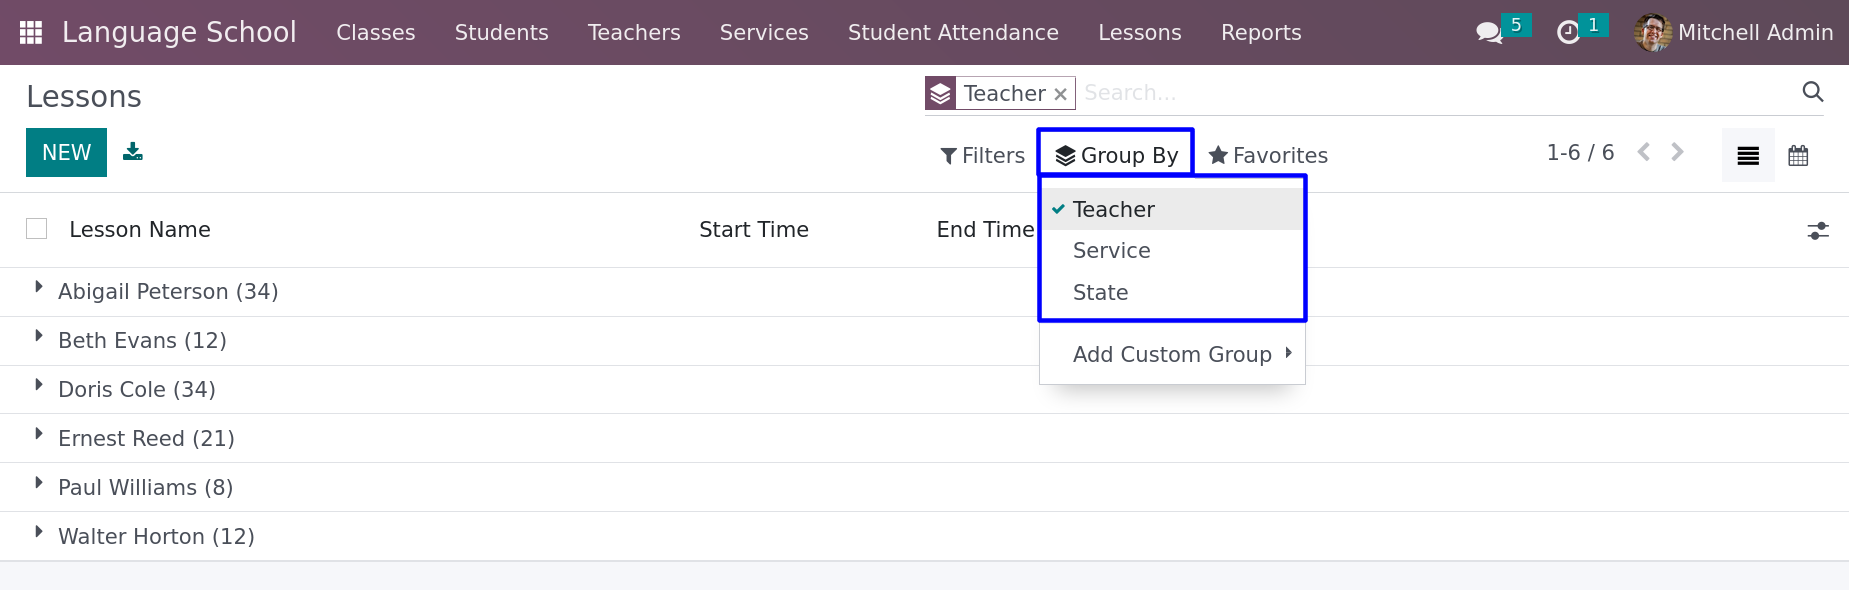 Language School Classes Students Teachers Services Student Attendance Lessons Reports 5 1 Mitchell Admin
Lessons
Teacher × Search...
NEW
Filters Group By Favorites 1-6 / 6
Teacher
Service
State
Add Custom Group
Lesson Name Start Time End Time
Abigail Peterson (34)
Beth Evans (12)
Doris Cole (34)
Ernest Reed (21)
Paul Williams (8)
Walter Horton (12)